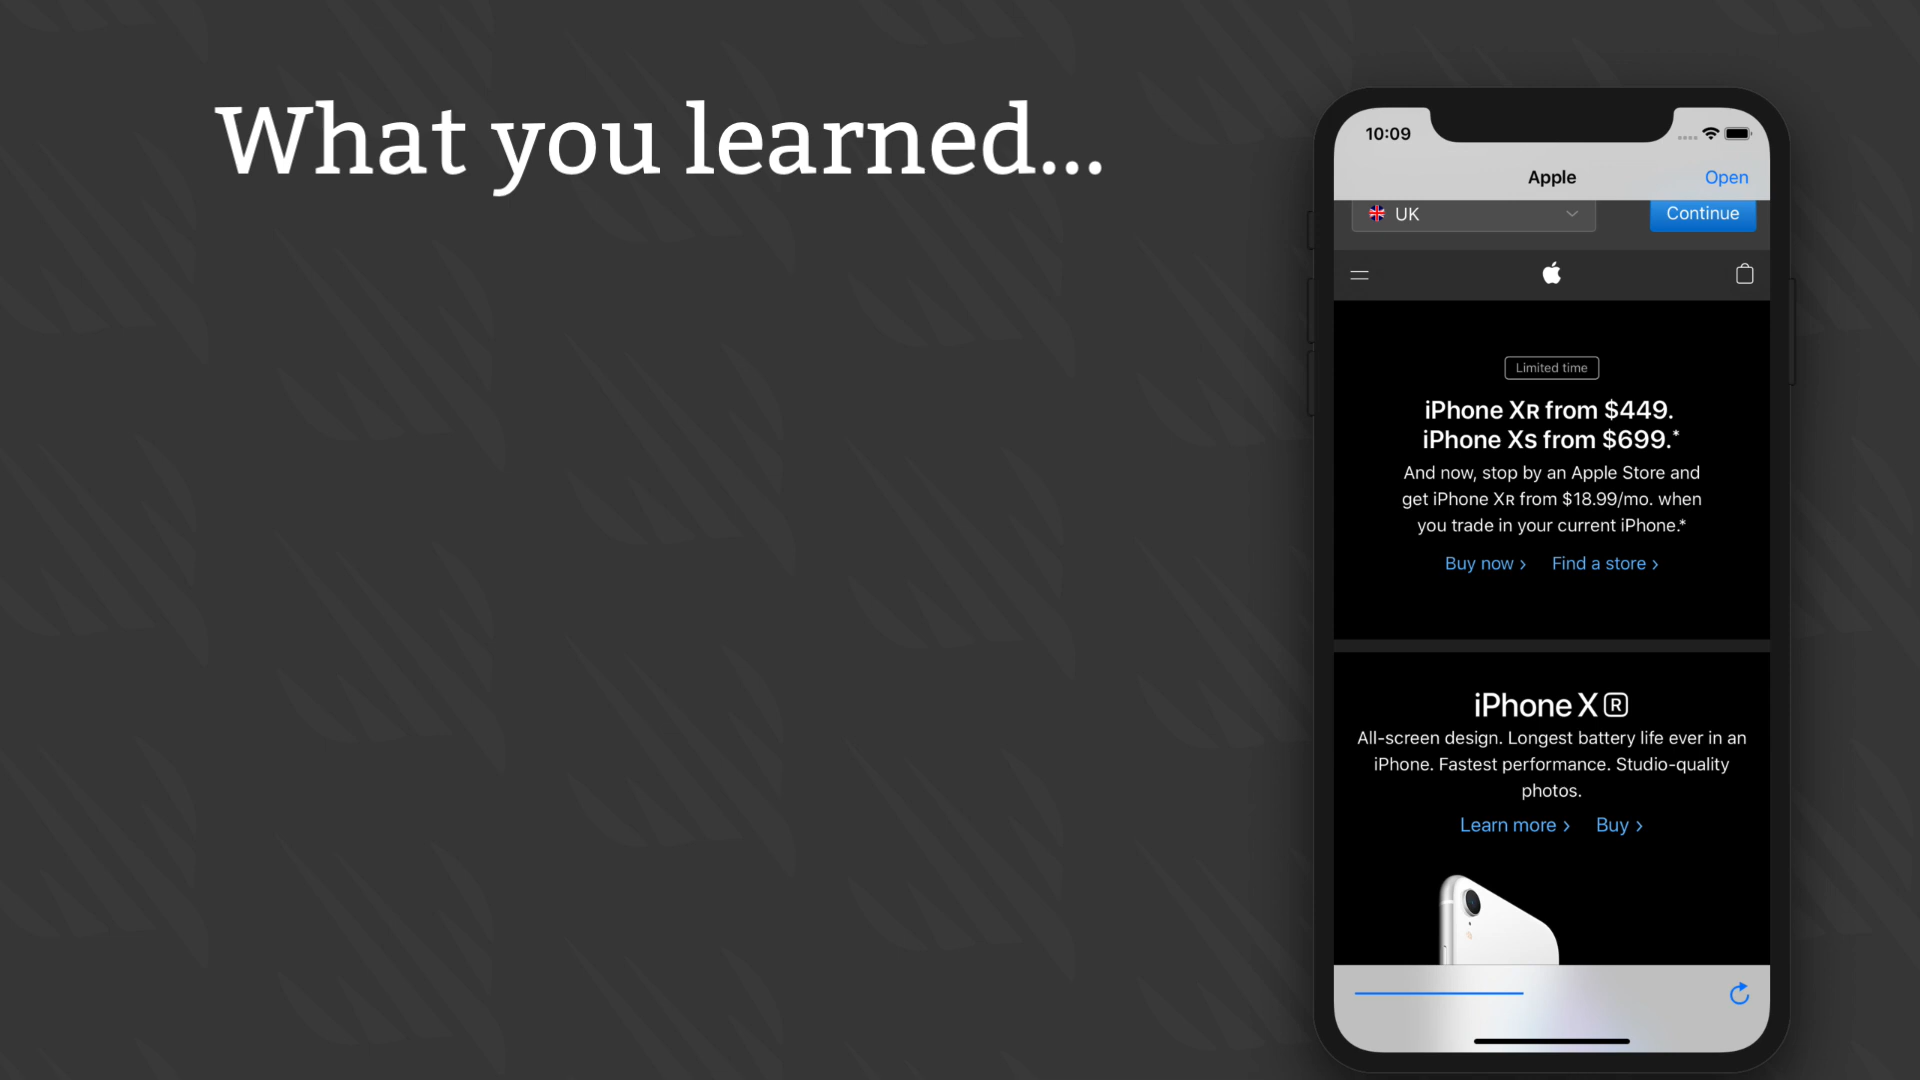 What you learned...
10:09
Apple
Open
UK
Continue
Limited time
iPhone XR from $449.
iPhone XS from $699.*
And now, stop by an Apple Store and
get iPhone XR from $18.99/mo. when
you trade in your current iPhone.*
Buy now ›
Find a store ›
iPhone X R
All-screen design. Longest battery life ever in an
iPhone. Fastest performance. Studio-quality
photos.
Learn more ›
Buy ›